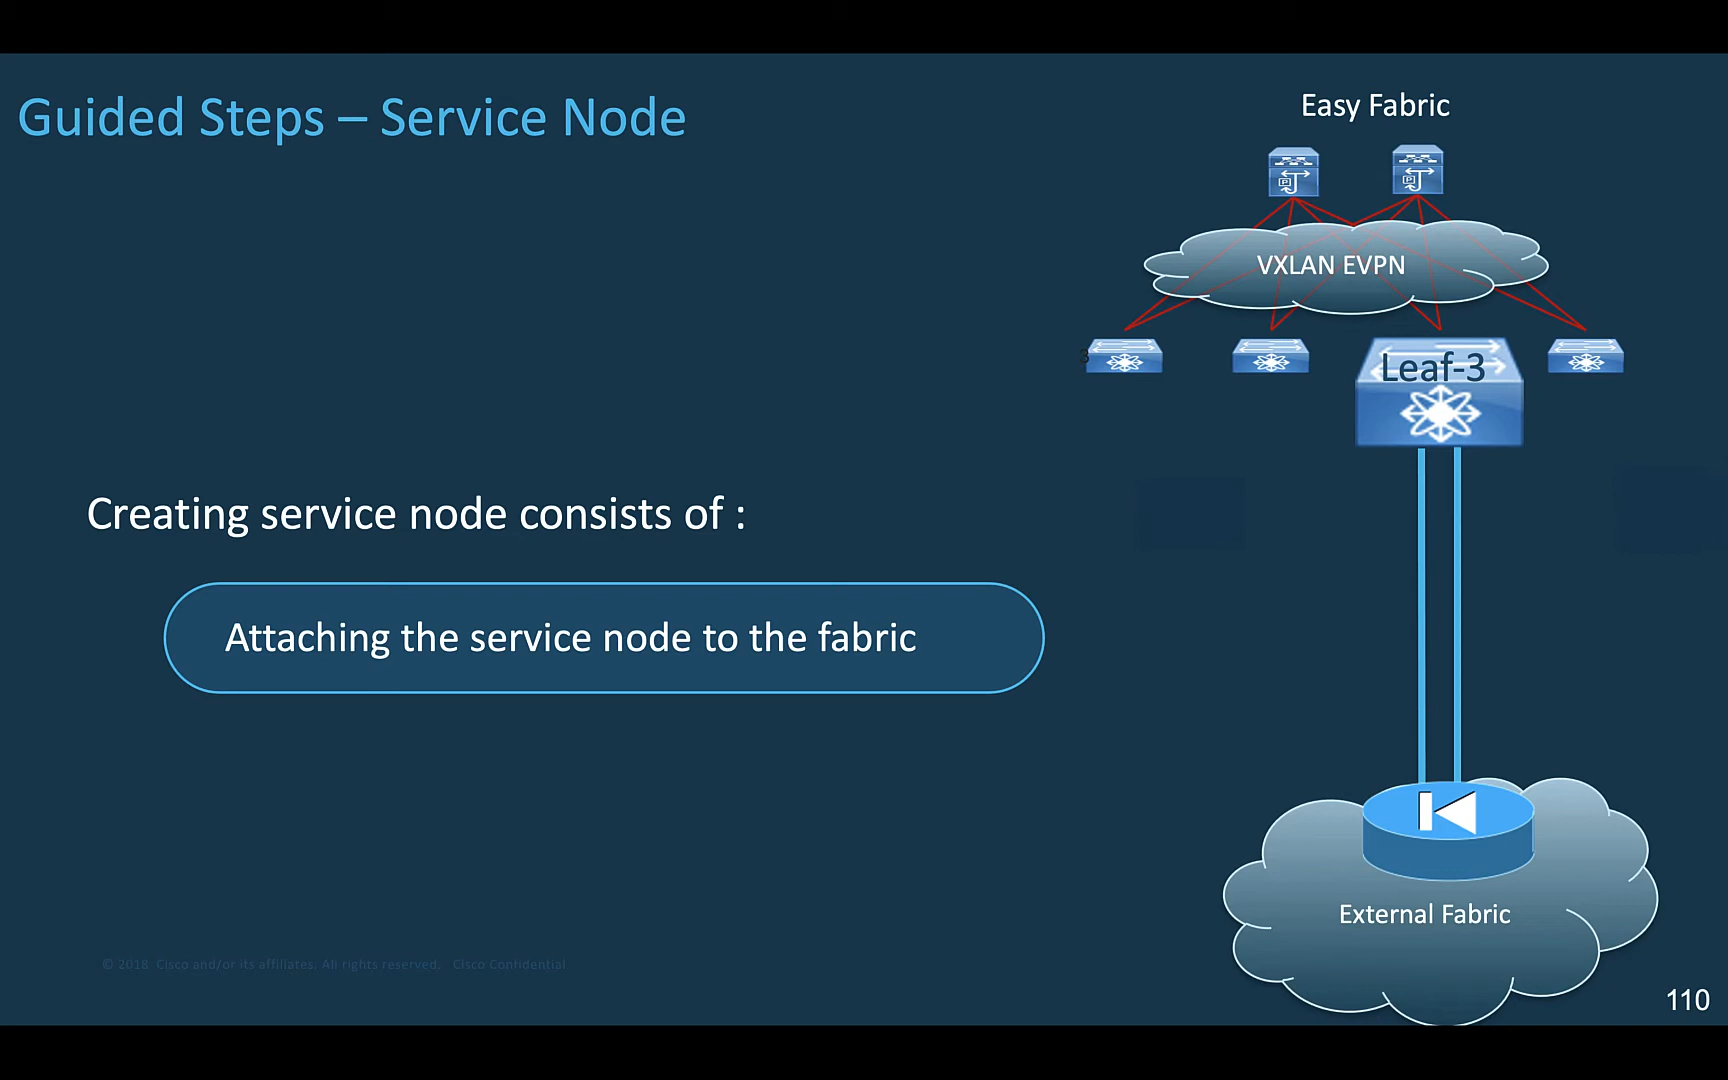 Guided Steps – Service Node
Easy Fabric
VXLAN EVPN
3
Leaf-3
Creating service node consists of :
Attaching the service node to the fabric
External Fabric
© 2018 Cisco and/or its affiliates. All rights reserved. Cisco Confidential
110